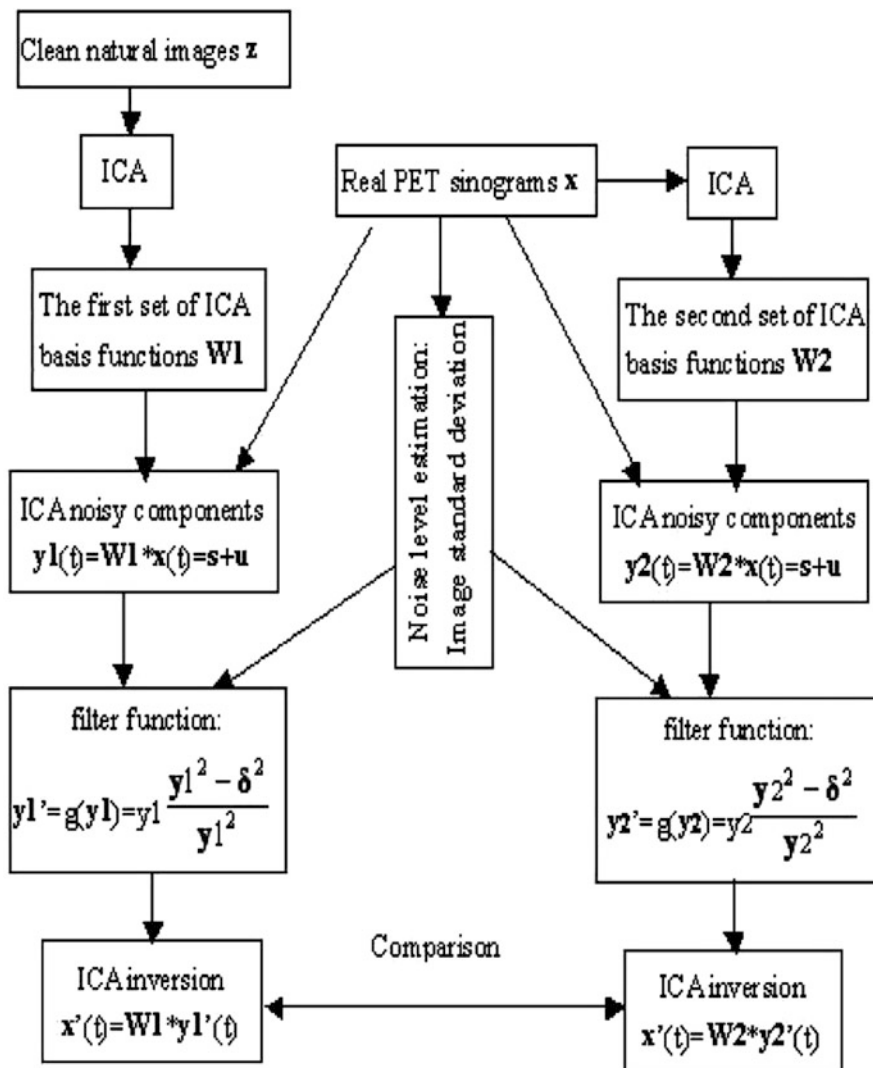 Clean natural images z
ICA
Real PET sinograms x
ICA
The first set of ICA
basis functions W1
Noise level estimation:
Image standard deviation
The second set of ICA
basis functions W2
ICA noisy components
y1(t)=W1*x(t)=s+u
ICA noisy components
y2(t)=W2*x(t)=s+u
filter function:
y1'=g(y1)=y1 (y1² − δ²)/y1²
filter function:
y2'=g(y2)=y2 (y2² − δ²)/y2²
Comparison
ICA inversion
x'(t)=W1*y1'(t)
ICA inversion
x'(t)=W2*y2'(t)